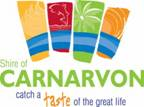 Shire of
CARNARVON
catch a taste of the great life